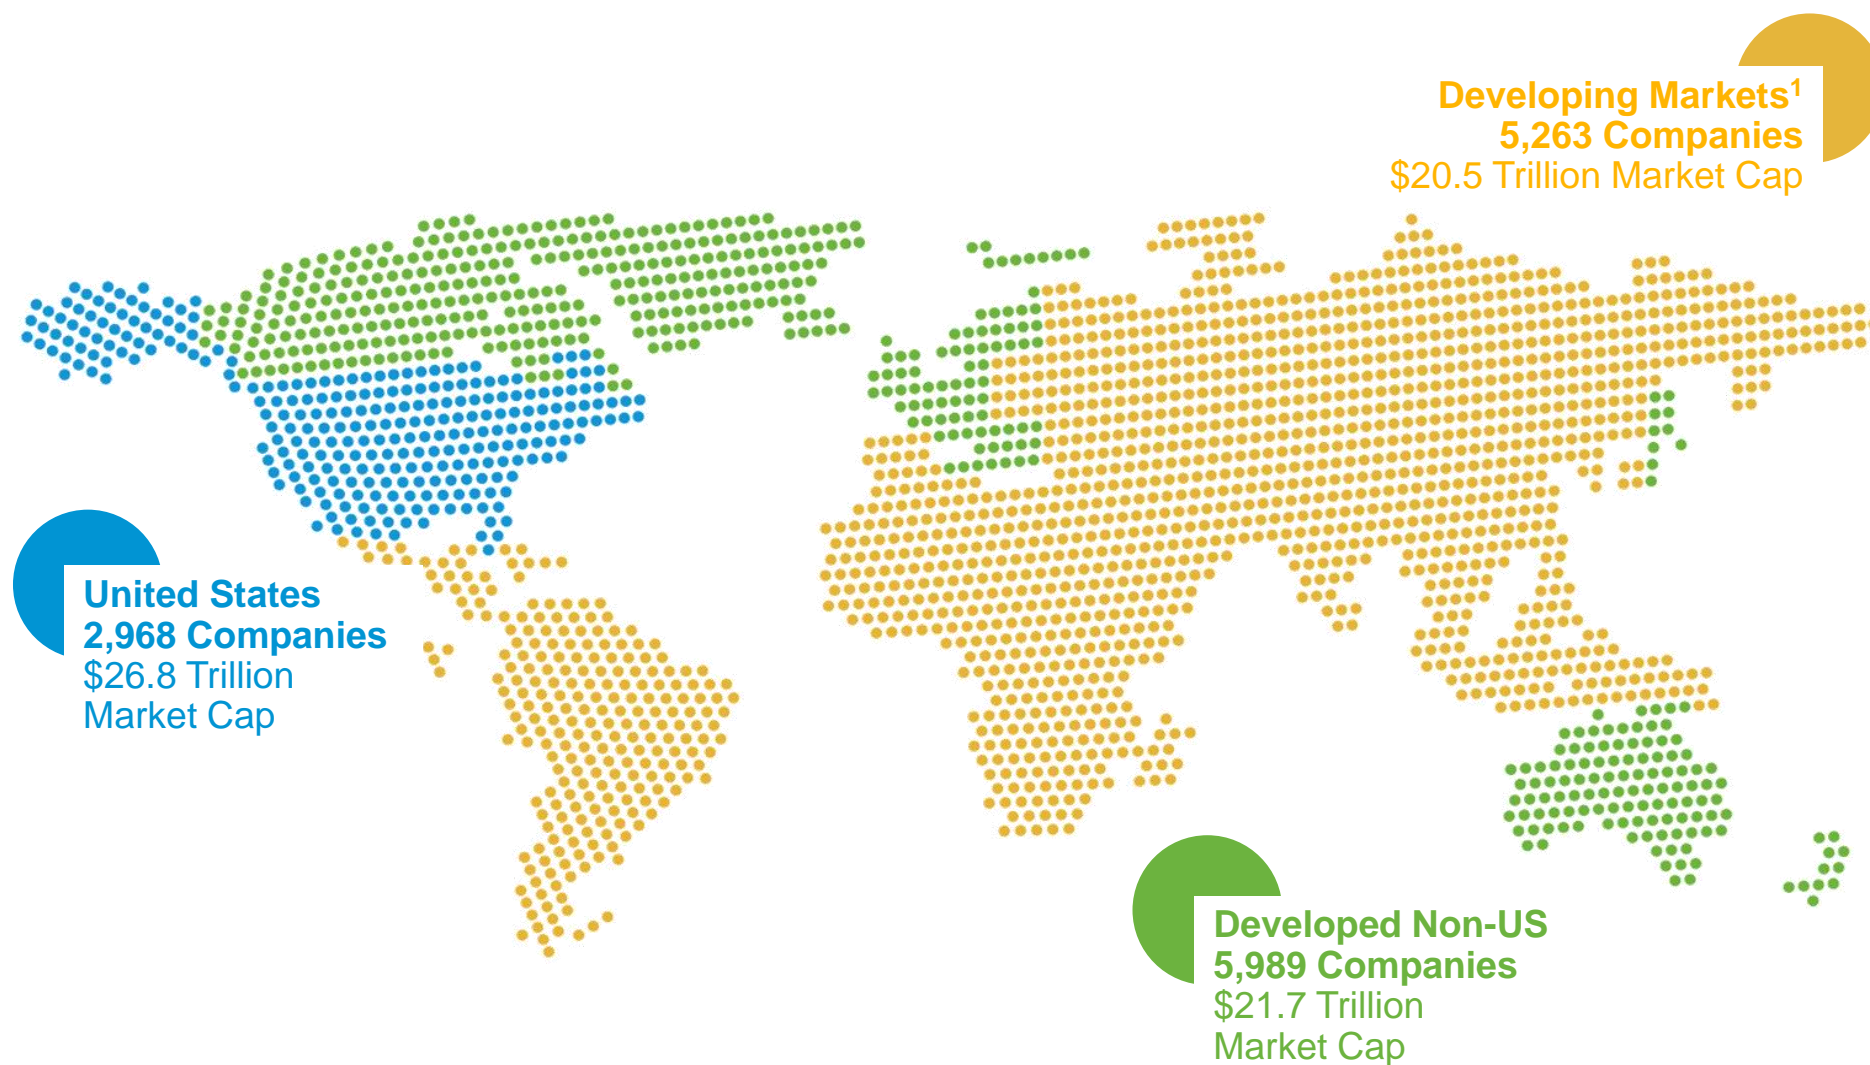 Developing Markets¹
5,263 Companies
$20.5 Trillion Market Cap
United States
2,968 Companies
$26.8 Trillion
Market Cap
Developed Non-US
5,989 Companies
$21.7 Trillion
Market Cap